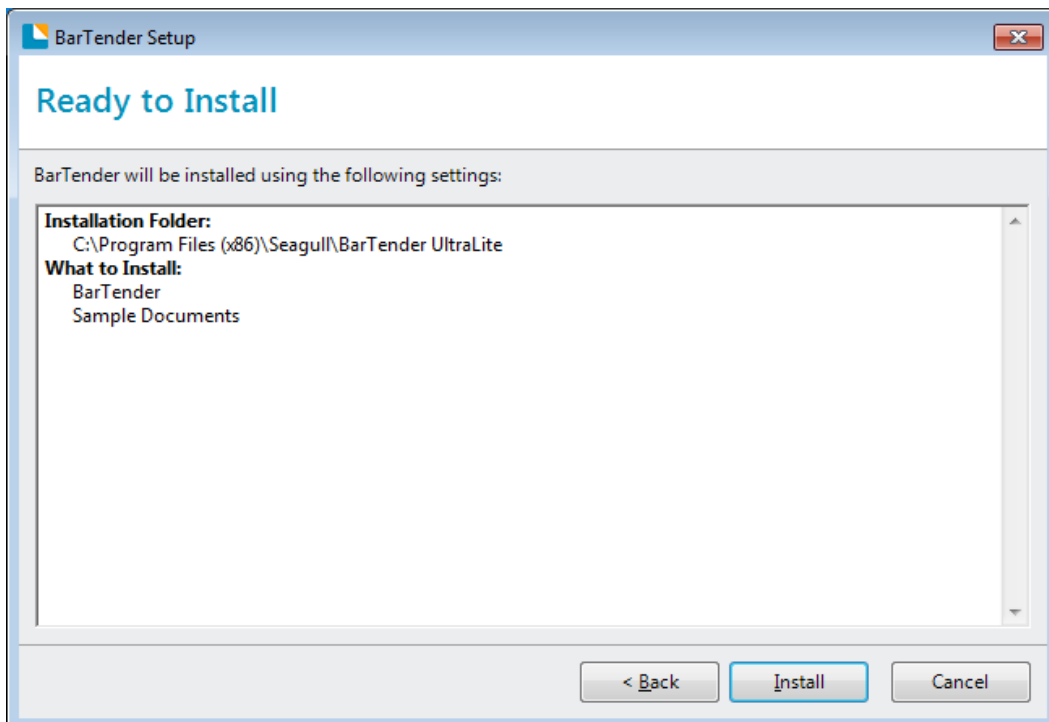 BarTender Setup
Ready to Install
BarTender will be installed using the following settings:
Installation Folder:
C:\Program Files (x86)\Seagull\BarTender UltraLite
What to Install:
BarTender
Sample Documents
< Back Install Cancel